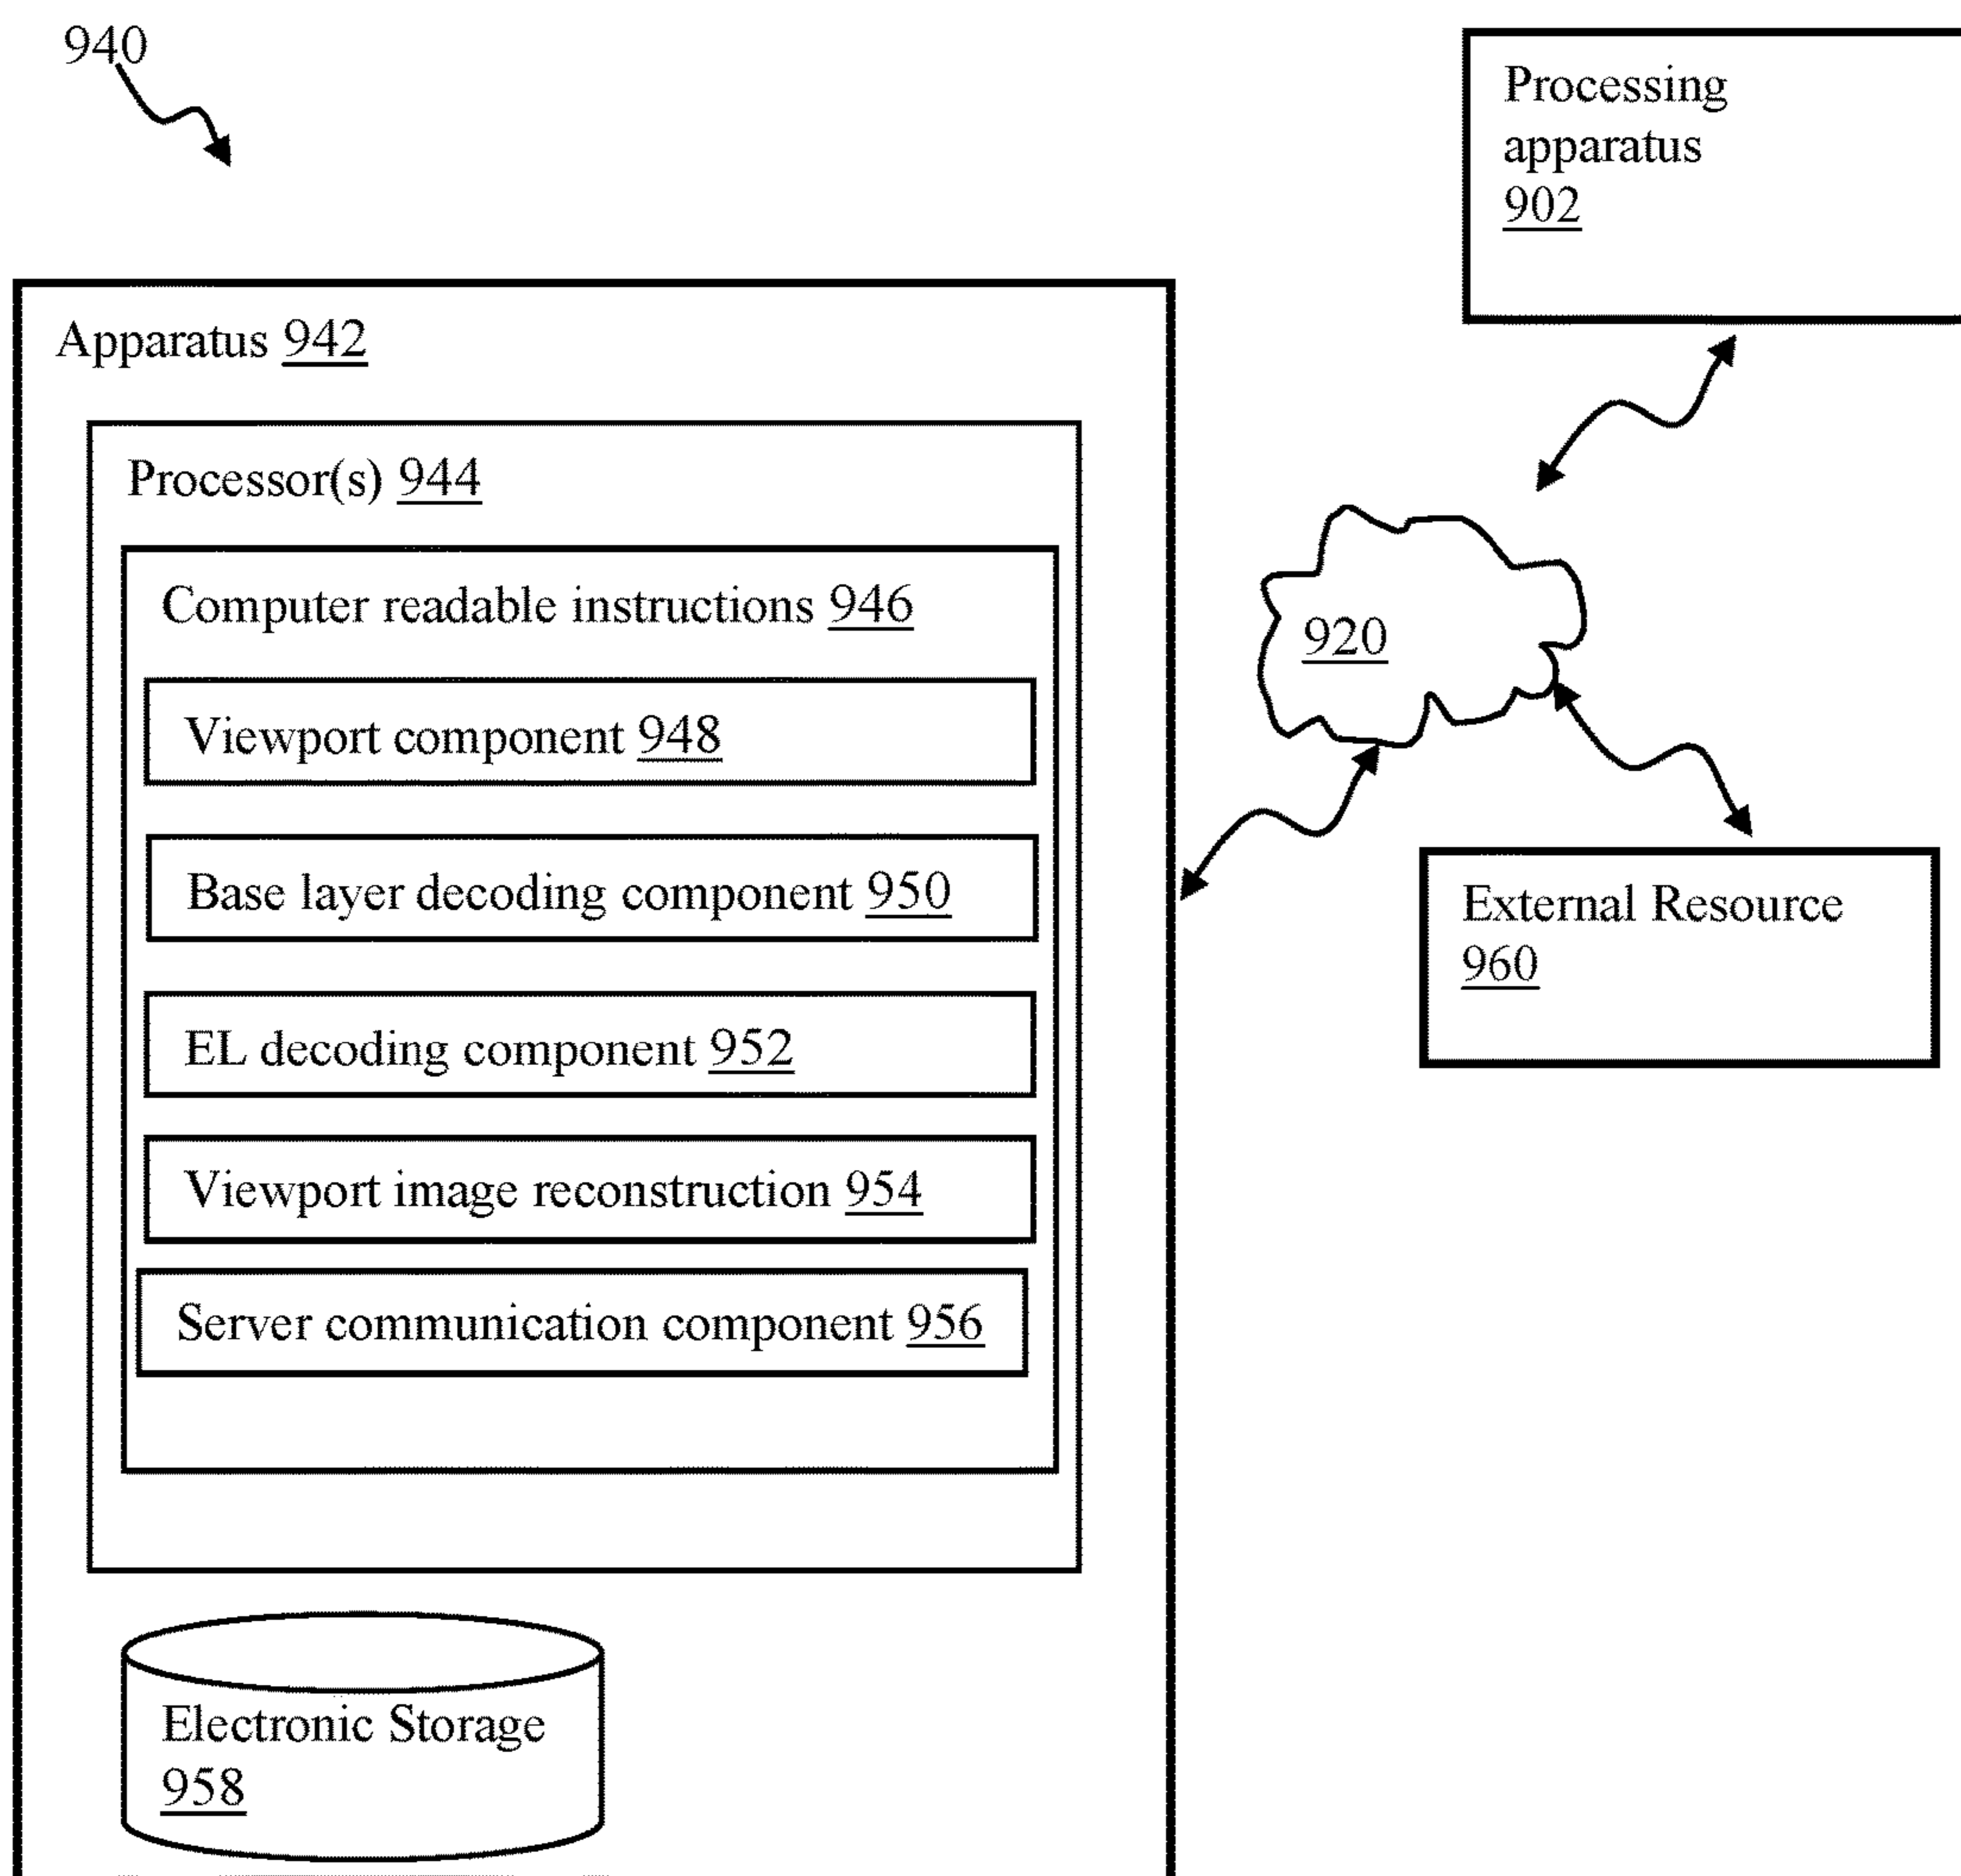 940
Processing
apparatus
902
Apparatus 942
Processor(s) 944
Computer readable instructions 946
920
Viewport component 948
Base layer decoding component 950
External Resource
960
EL decoding component 952
Viewport image reconstruction 954
Server communication component 956
Electronic Storage
958